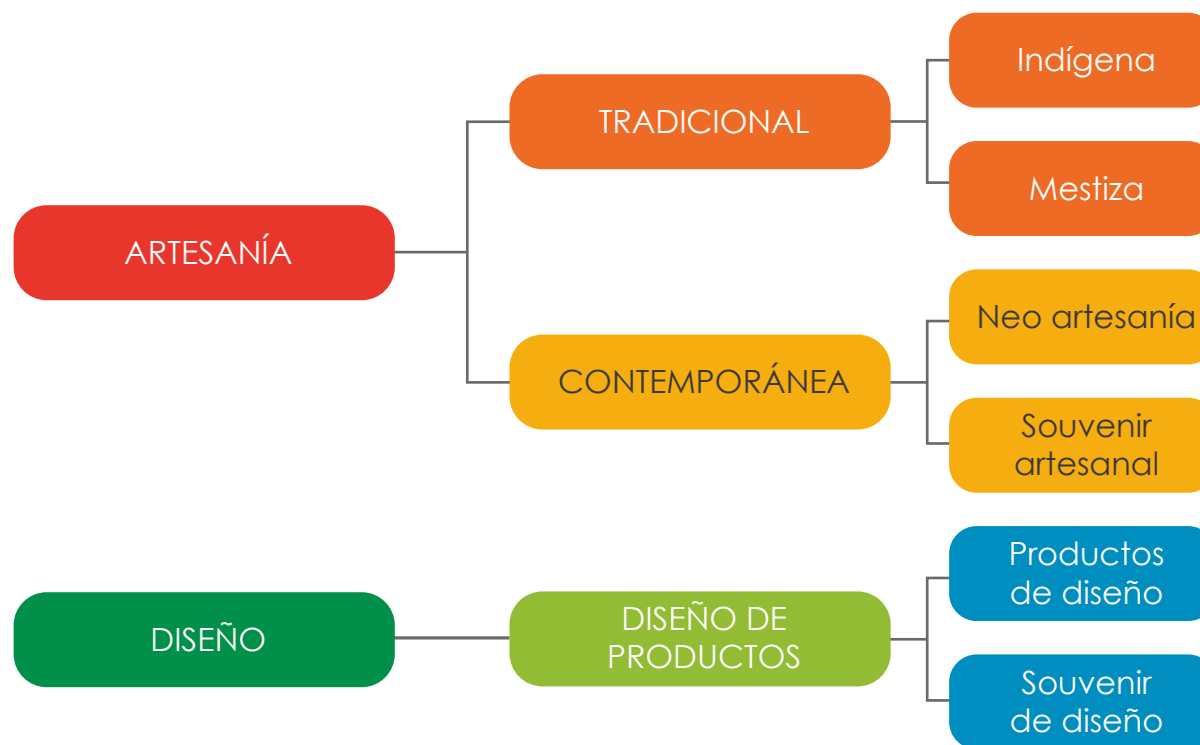 Indígena
TRADICIONAL
Mestiza
ARTESANÍA
Neo artesanía
CONTEMPORÁNEA
Souvenir
artesanal
Productos
de diseño
DISEÑO
DISEÑO DE
PRODUCTOS
Souvenir
de diseño